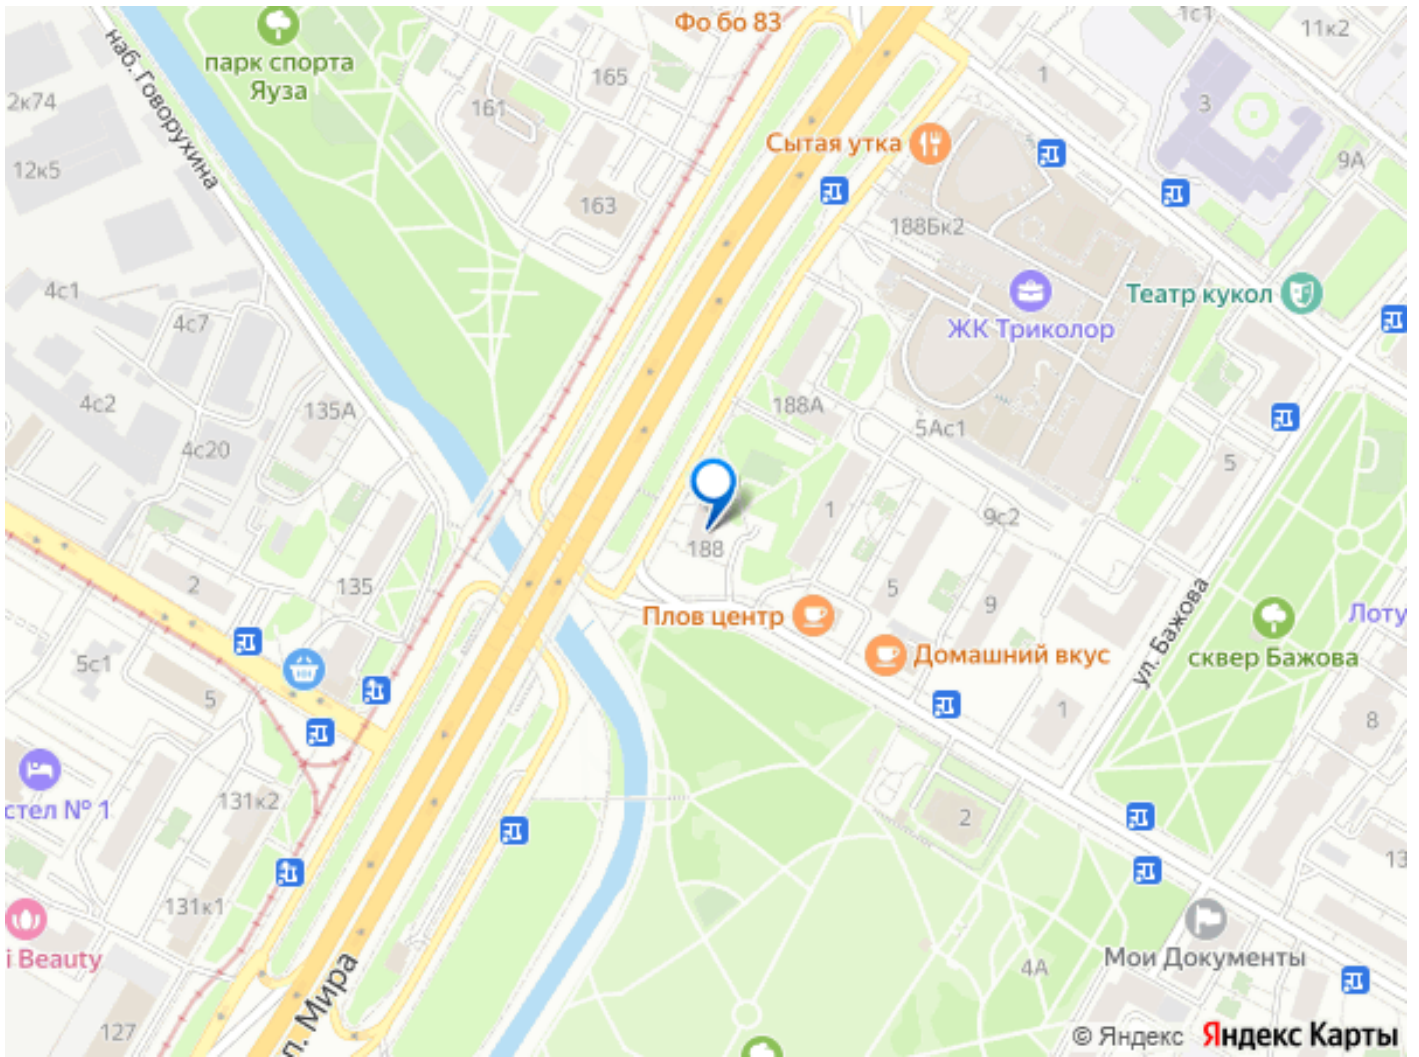 Фо бо 83
1с1
11к2
наб. Говорухина
парк спорта
Яуза
165
1
2к74
161
3
Сытая утка
12к5
9А
163
188Бк2
4с1
Театр кукол
4с7
ЖК Триколор
4с2
135А
188А
5Ас1
4с20
5
1
9с2
188
2
135
5
9
Плов центр
ул. Бажова
Лоту
Домашний вкус
сквер Бажова
5с1
5
1
8
стел № 1
131к2
2
13
131к1
i Beauty
Мои Документы
4А
л. Мира
127
© Яндекс Яндекс Карты